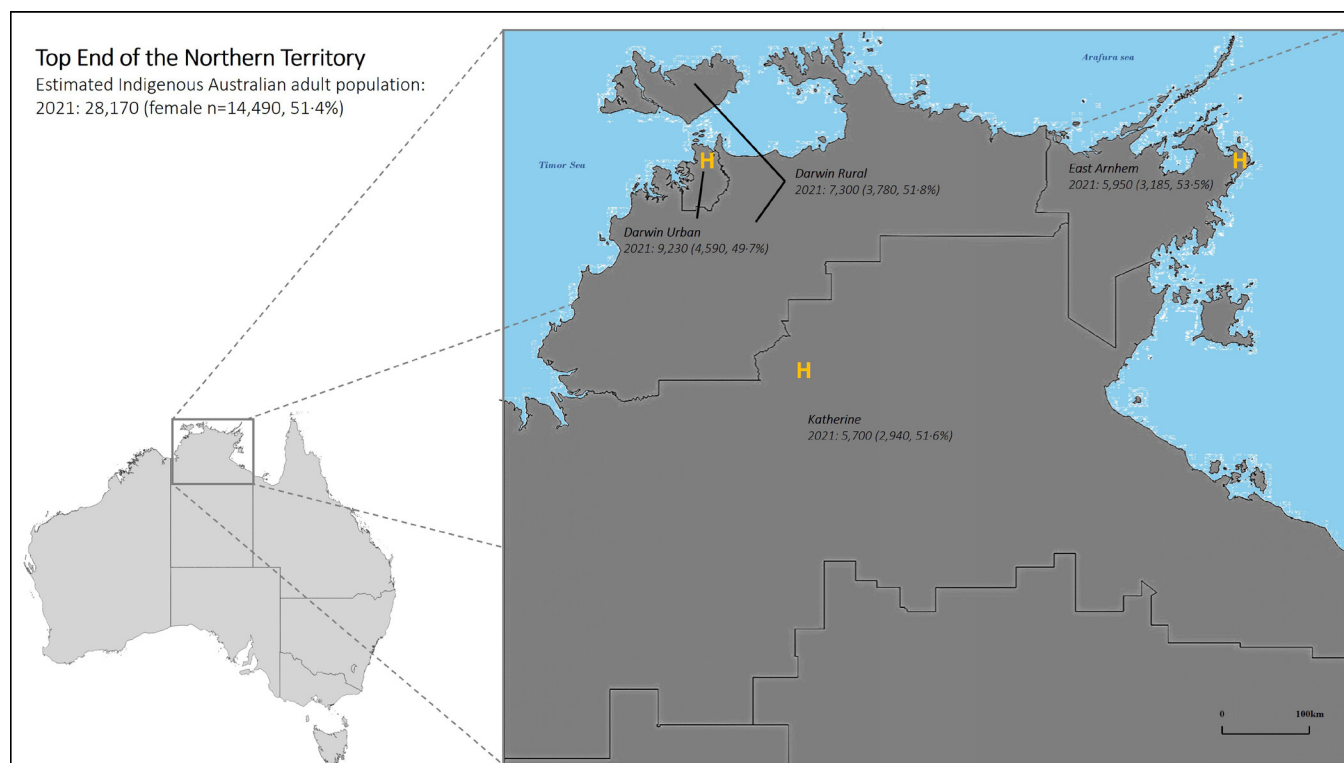 Top End of the Northern Territory
Estimated Indigenous Australian adult population:
2021: 28,170 (female n=14,490, 51·4%)
Arafura sea
Timor Sea
H
H
Darwin Rural
2021: 7,300 (3,780, 51·8%)
East Arnhem
2021: 5,950 (3,185, 53·5%)
Darwin Urban
2021: 9,230 (4,590, 49·7%)
H
Katherine
2021: 5,700 (2,940, 51·6%)
0 100km